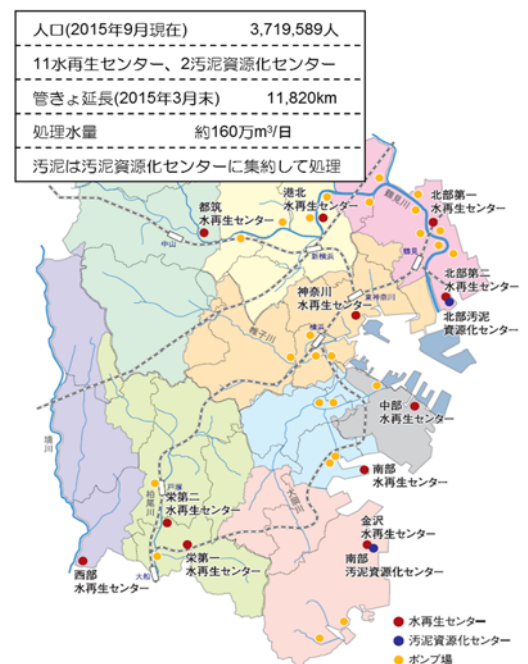 人口(2015年9月現在) 3,719,589人
11水再生センター、2汚泥資源化センター
管きょ延長(2015年3月末) 11,820km
処理水量 約160万m³/日
汚泥は汚泥資源化センターに集約して処理
都筑
水再生センター
港北
水再生センター
鶴見川
北部第一
水再生センター
中山
新横浜
鶴見
北部第二
水再生センター
神奈川
水再生センター
東神奈川
北部汚泥
資源化センター
横浜
帷子川
中部
水再生センター
境川
南部
水再生センター
戸塚
柏尾川
栄第二
水再生センター
大岡川
金沢
水再生センター
南部
汚泥資源化センター
栄第一
水再生センター
西部
水再生センター
大船
水再生センター
汚泥資源化センター
ポンプ場